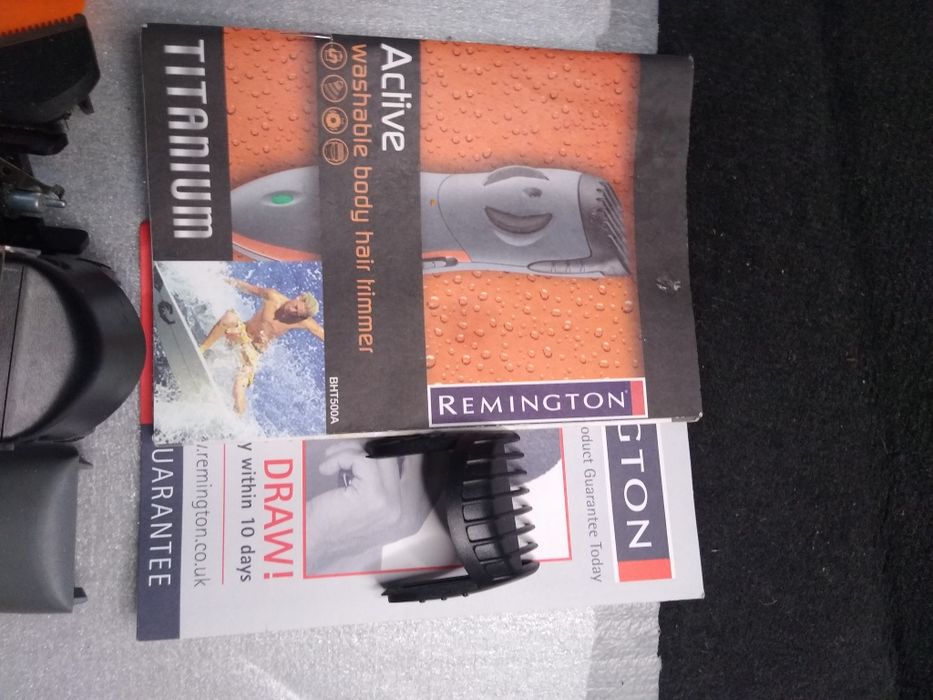 REMINGTON
Active
washable body hair trimmer
BHT500A
TITANIUM
GTON
oduct Guarantee Today
DRAW!
y within 10 days
.remington.co.uk
UARANTEE